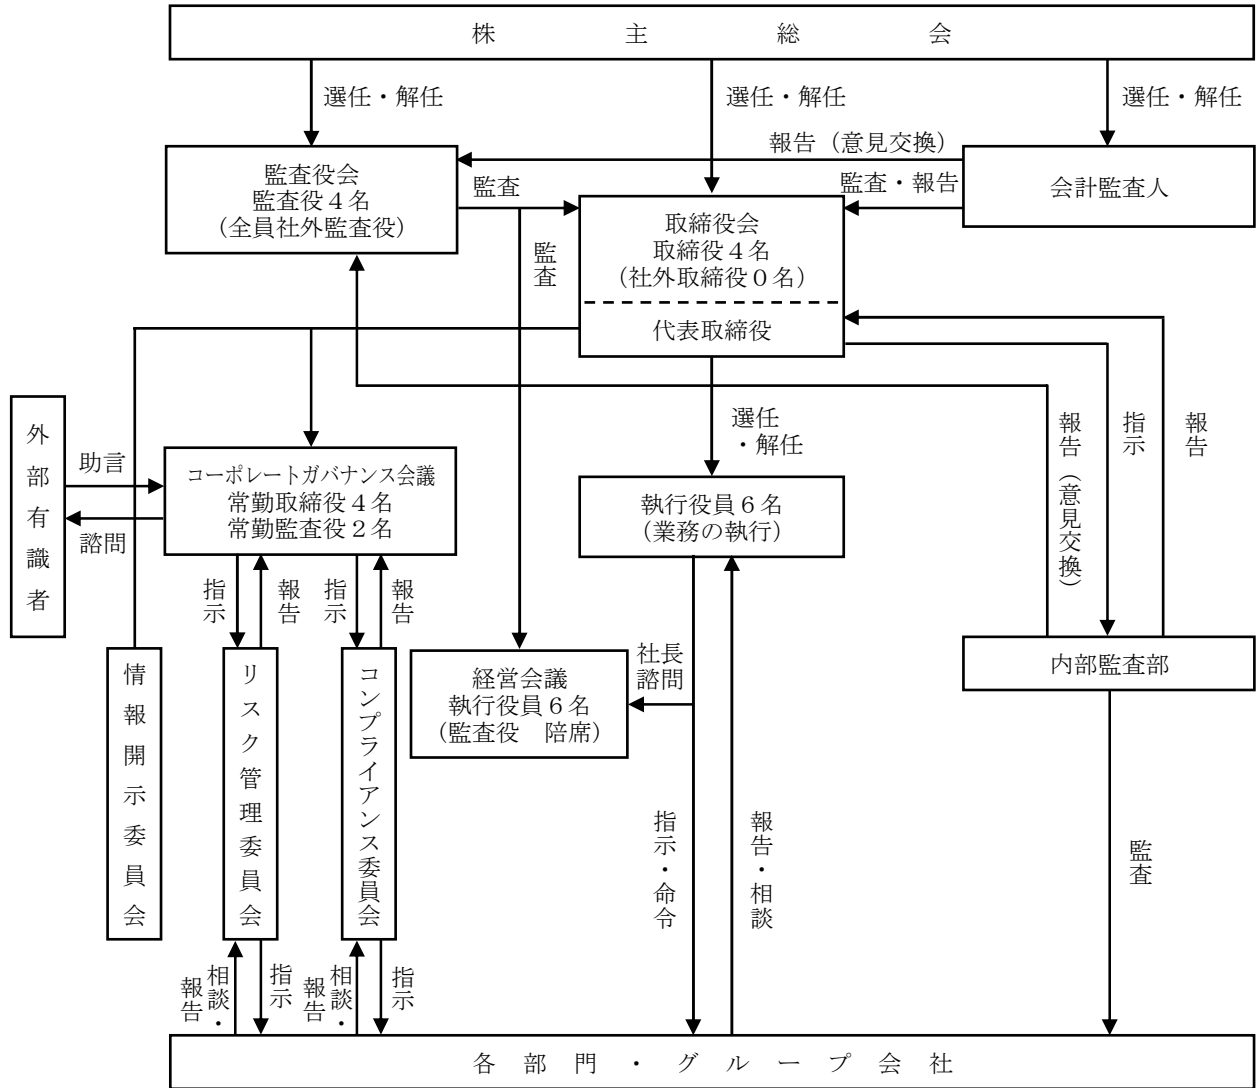 株主総会
選任・解任
選任・解任
選任・解任
報告（意見交換）
監査役会
監査役４名
（全員社外監査役）
監査
監査・報告
会計監査人
取締役会
取締役４名
（社外取締役０名）
代表取締役
監査
外部有識者
助言
諮問
コーポレートガバナンス会議
常勤取締役４名
常勤監査役２名
選任
・解任
執行役員６名
（業務の執行）
報告（意見交換）
指示
報告
指示
報告
指示
報告
情報開示委員会
リスク管理委員会
コンプライアンス委員会
経営会議
執行役員６名
（監査役　陪席）
社長
諮問
内部監査部
指示・命令
報告・相談
監査
相談・
報告
指示
相談・
報告
指示
各部門・グループ会社